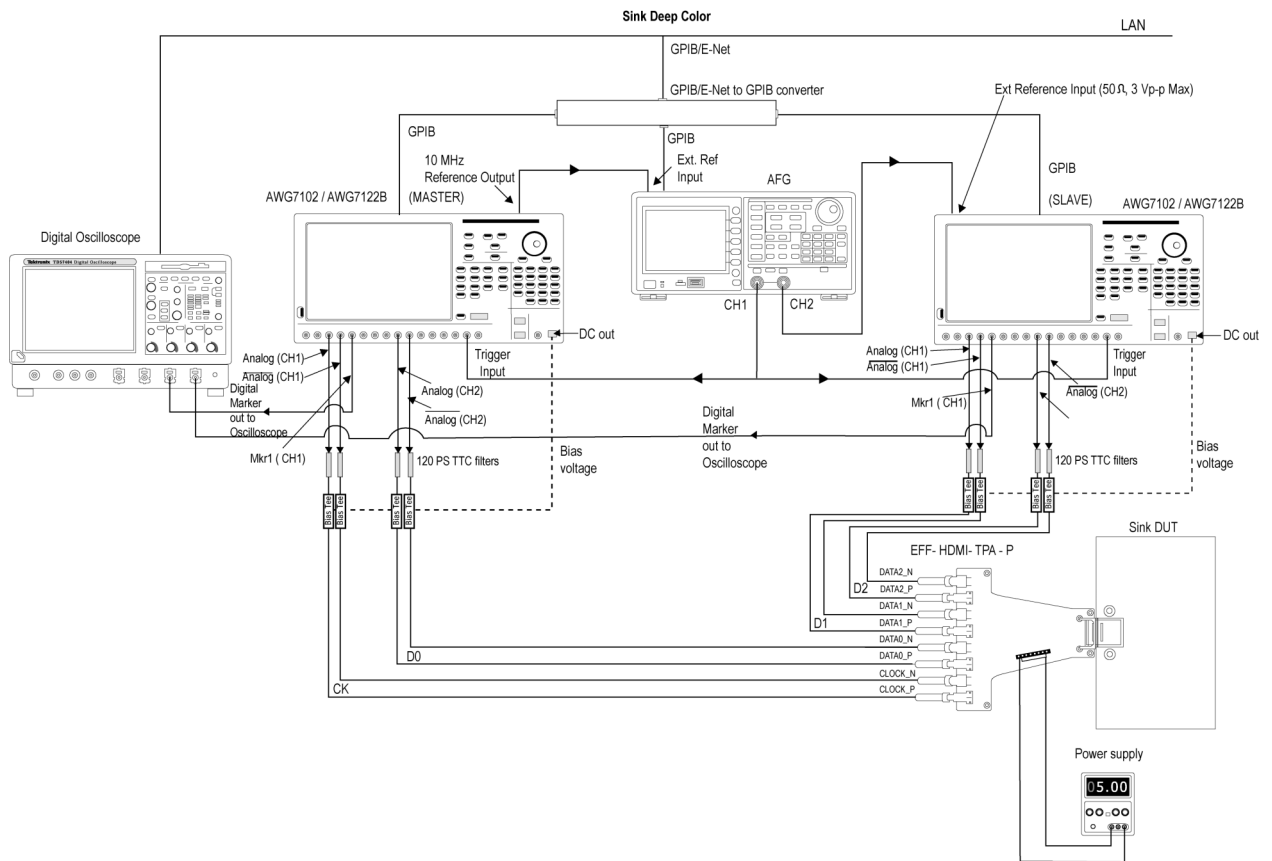 Sink Deep Color
LAN
GPIB/E-Net
GPIB/E-Net to GPIB converter
Ext Reference Input (50Ω, 3 Vp-p Max)
GPIB
GPIB
GPIB
10 MHz
Reference Output
Ext. Ref
Input
AFG
AWG7102 / AWG7122B
(MASTER)
(SLAVE)
AWG7102 / AWG7122B
Digital Oscilloscope
Tektronix TDS7404 Digital Oscilloscope
CH1
CH2
DC out
DC out
Analog (CH1)
Analog (CH1)
Digital
Marker
out to
Oscilloscope
Mkr1 ( CH1)
Analog (CH2)
Analog (CH2)
Trigger
Input
Analog (CH1)
Analog (CH1)
Mkr1 ( CH1)
Trigger
Input
Analog (CH2)
Digital
Marker
out to
Oscilloscope
120 PS TTC filters
Bias
voltage
120 PS TTC filters
Bias
voltage
Bias Tee
Bias Tee
Bias Tee
Bias Tee
Bias Tee
Bias Tee
Bias Tee
Bias Tee
Sink DUT
EFF- HDMI- TPA - P
DATA2_N
D2
DATA2_P
DATA1_N
D1
DATA1_P
DATA0_N
D0
DATA0_P
CLOCK_N
CK
CLOCK_P
Power supply
05.00